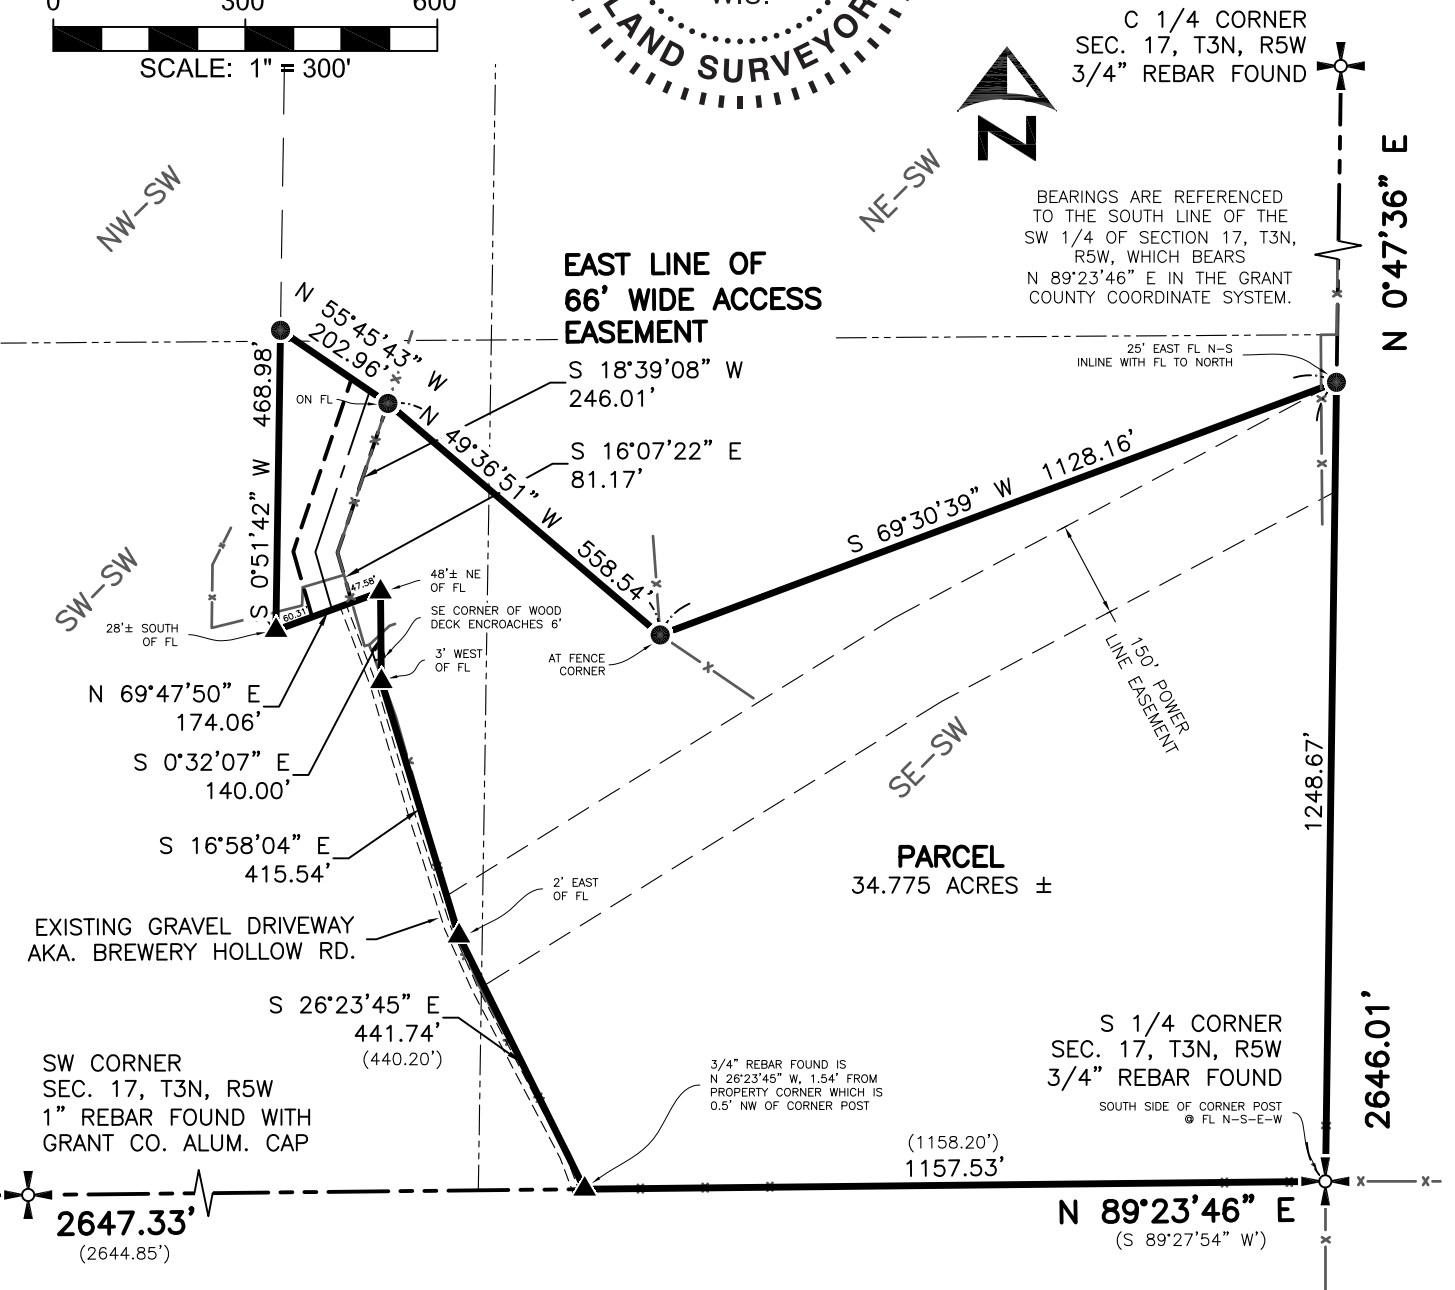 0 300 600
SCALE: 1" = 300'
WIS.
LAND SURVEYOR
C 1/4 CORNER
SEC. 17, T3N, R5W
3/4” REBAR FOUND
N
BEARINGS ARE REFERENCED
TO THE SOUTH LINE OF THE
SW 1/4 OF SECTION 17, T3N,
R5W, WHICH BEARS
N 89°23'46” E IN THE GRANT
COUNTY COORDINATE SYSTEM.
N 0°47'36” E
NW–SW
NE–SW
EAST LINE OF
66' WIDE ACCESS
EASEMENT
S 18°39'08” W
246.01'
S 16°07'22” E
81.17'
N 55°45'43” W
202.96'
ON FL
468.98'
S 0°51'42” W
N 49°36'51” W
558.54'
S 69°30'39” W 1128.16'
25' EAST FL N–S
INLINE WITH FL TO NORTH
SW–SW
28'± SOUTH
OF FL
60.31'
47.58'
48'± NE
OF FL
SE CORNER OF WOOD
DECK ENCROACHES 6'
3' WEST
OF FL
AT FENCE
CORNER
150' POWER
LINE EASEMENT
N 69°47'50” E
174.06'
S 0°32'07” E
140.00'
S 16°58'04” E
415.54'
SE–SW
1248.67'
PARCEL
34.775 ACRES ±
2' EAST
OF FL
EXISTING GRAVEL DRIVEWAY
AKA. BREWERY HOLLOW RD.
S 26°23'45” E
441.74'
(440.20')
SW CORNER
SEC. 17, T3N, R5W
1” REBAR FOUND WITH
GRANT CO. ALUM. CAP
3/4” REBAR FOUND IS
N 26°23'45” W, 1.54' FROM
PROPERTY CORNER WHICH IS
0.5' NW OF CORNER POST
S 1/4 CORNER
SEC. 17, T3N, R5W
3/4” REBAR FOUND
SOUTH SIDE OF CORNER POST
@ FL N–S–E–W
2646.01'
(1158.20')
1157.53'
2647.33'
(2644.85')
N 89°23'46” E
(S 89°27'54” W')